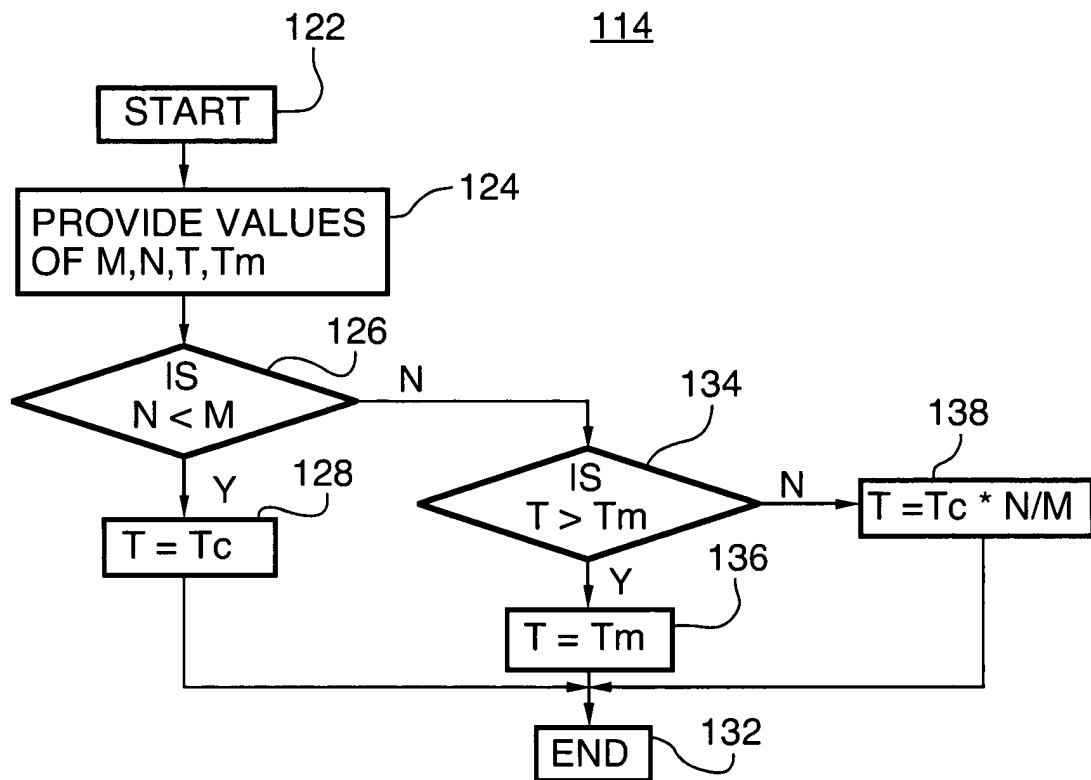 114
122
START
124
PROVIDE VALUES
OF M,N,T,Tm
126
IS
N < M
N
134
138
Y
128
IS
T > Tm
N
T =Tc * N/M
T = Tc
136
Y
T = Tm
END
132